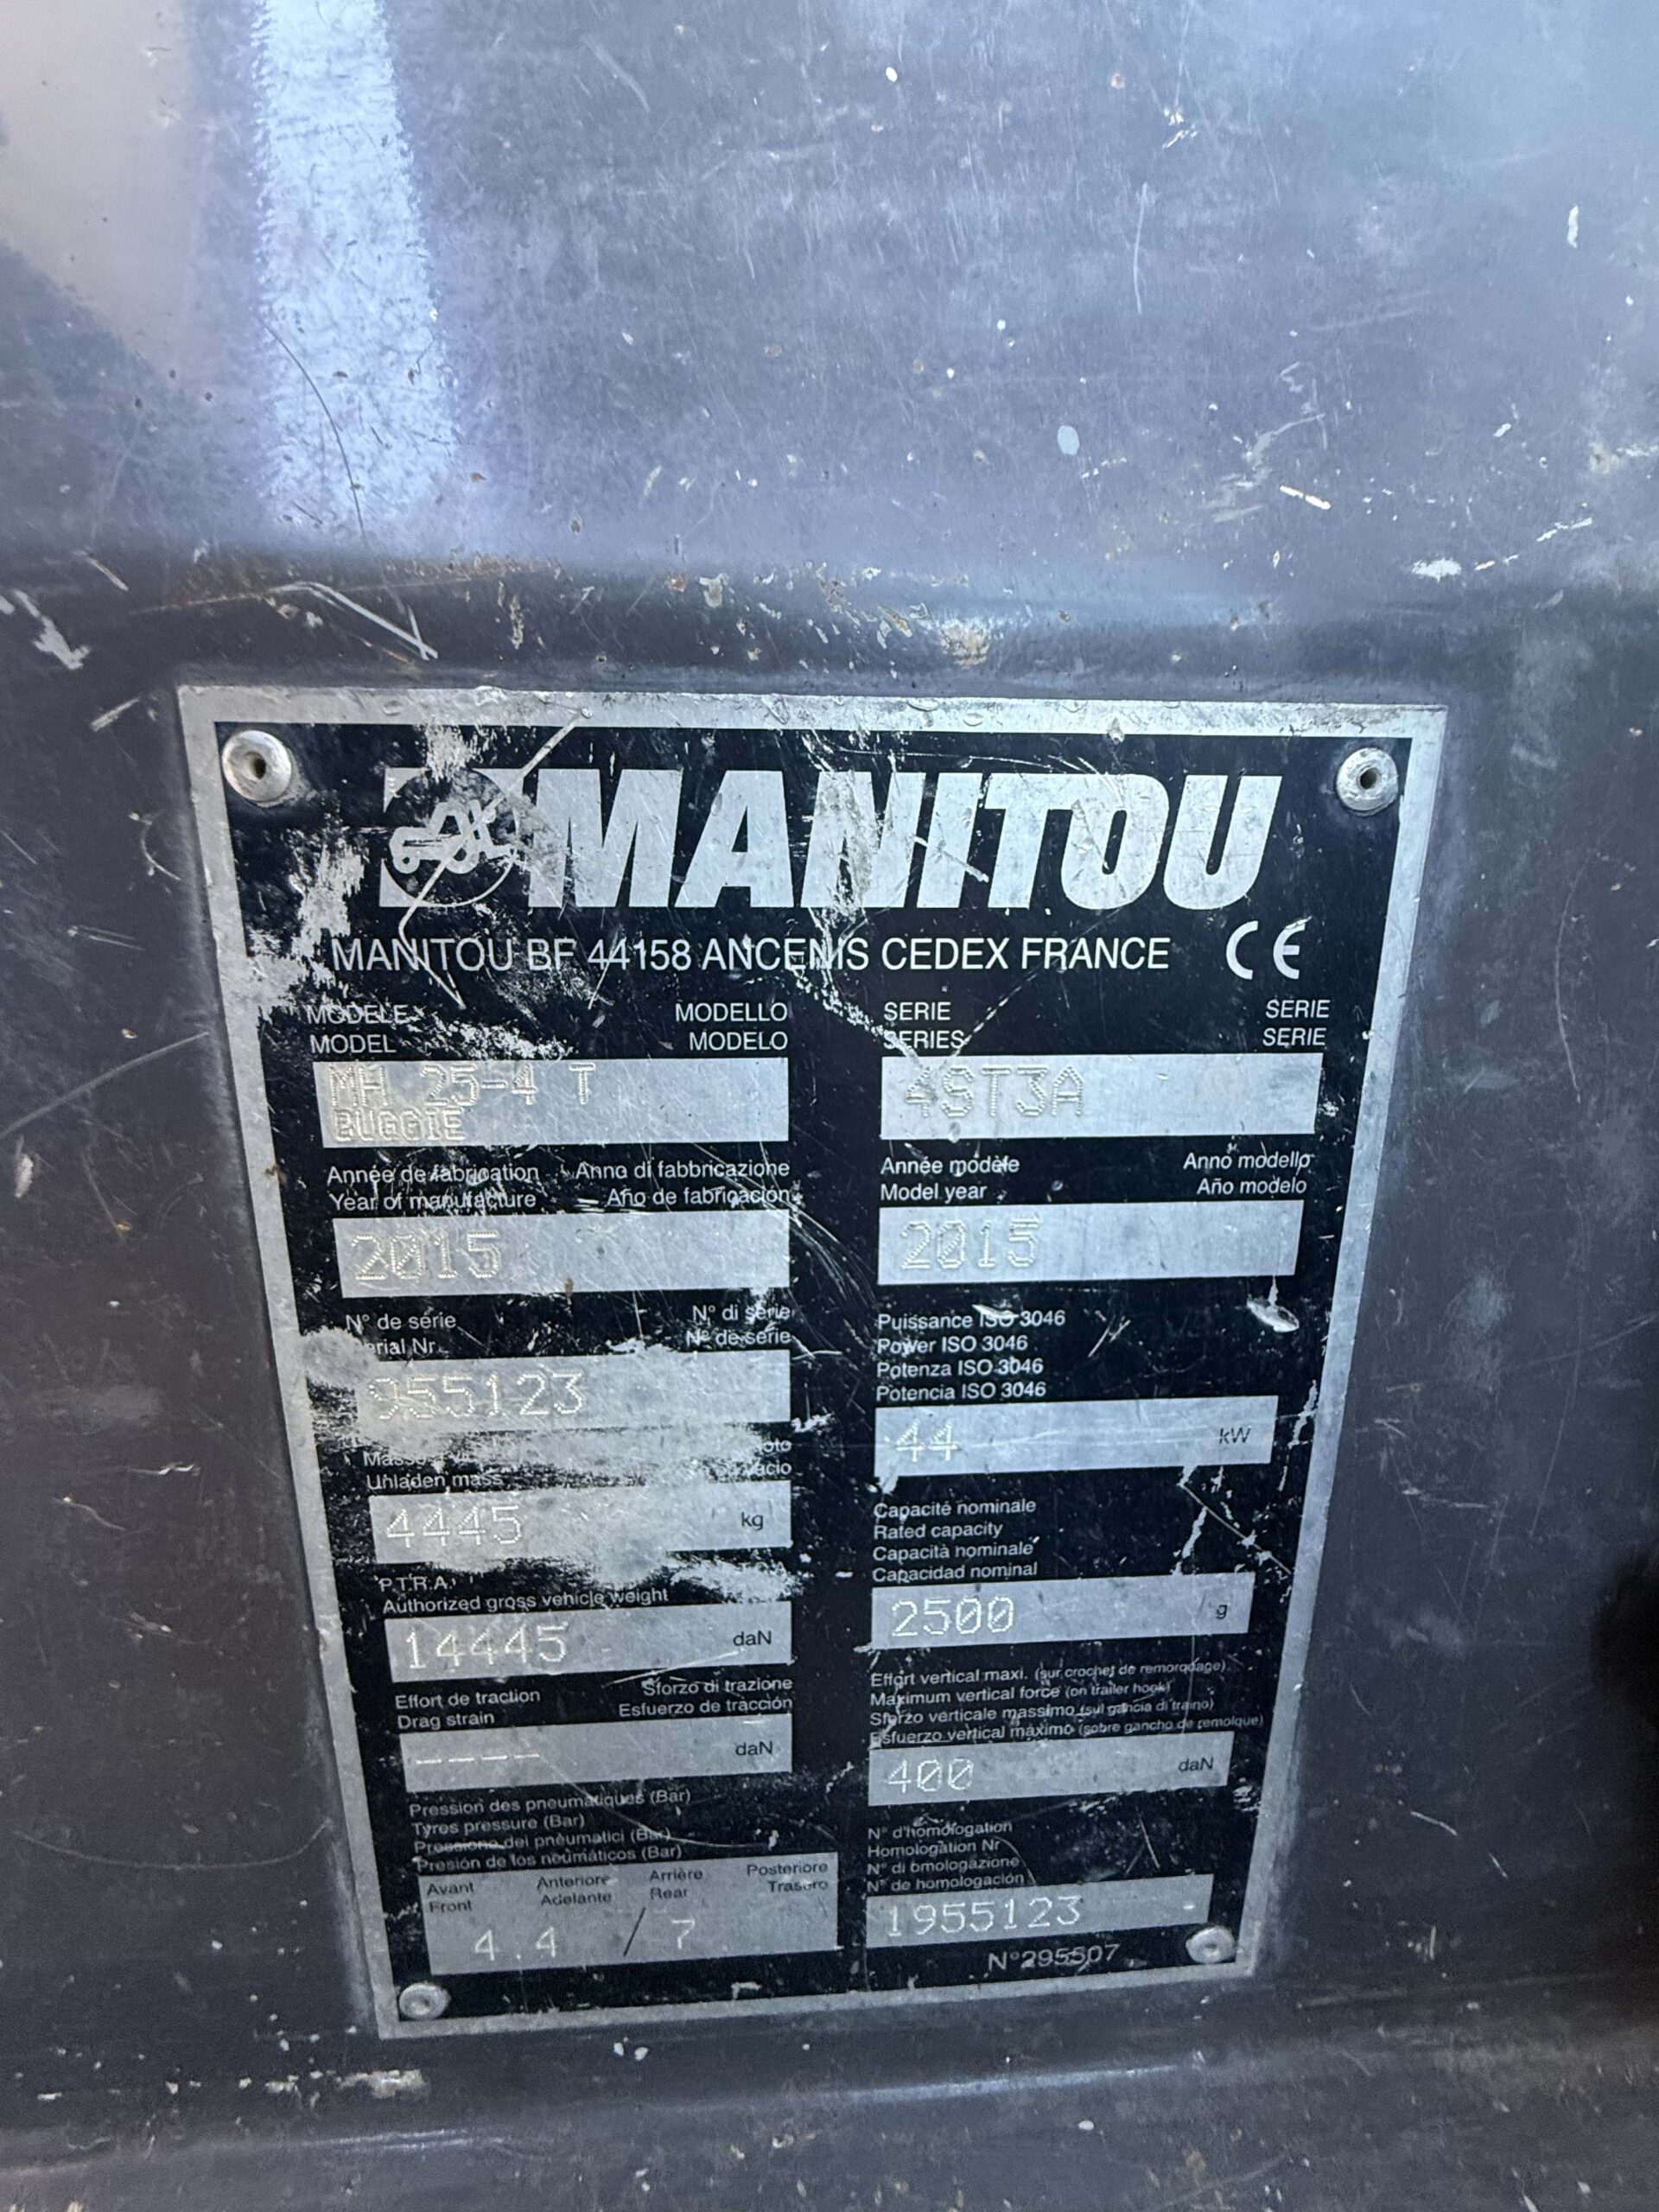 MANITOU
MANITOU BF 44158 ANCENIS CEDEX FRANCE CE
MODELE MODELLO
MODEL MODELO
MH 25-4 T
BUGGIE
Année de fabrication Anno di fabbricazione
Year of manufacture Año de fabricación
2015
N° de série N° di serie
Serial Nr N° de serie
955123
Masse
Unladen mass
4445 kg
P.T.R.A.
Authorized gross vehicle weight
14445 daN
Effort de traction Sforzo di trazione
Drag strain Esfuerzo de tracción
---- daN
Pression des pneumatiques (Bar)
Tyres pressure (Bar)
Pressione dei pneumatici (Bar)
Presión de los neumáticos (Bar)
Avant Anteriore Arrière Posteriore
Front Adelante Rear Trasero
4.4 / 7
SERIE SERIE
SERIES SERIE
4ST3A
Année modèle Anno modello
Model year Año modelo
2015
Puissance ISO 3046
Power ISO 3046
Potenza ISO 3046
Potencia ISO 3046
44 kW
Capacité nominale
Rated capacity
Capacità nominale
Capacidad nominal
2500 g
Effort vertical maxi. (sur crochet de remorquage)
Maximum vertical force (on trailer hook)
Sforzo verticale massimo (sul gancia di traino)
Esfuerzo vertical máximo (sobre gancho de remolque)
400 daN
N° d'homologation
Homologation Nr
N° di omologazione
N° de homologación
1955123
N°295507